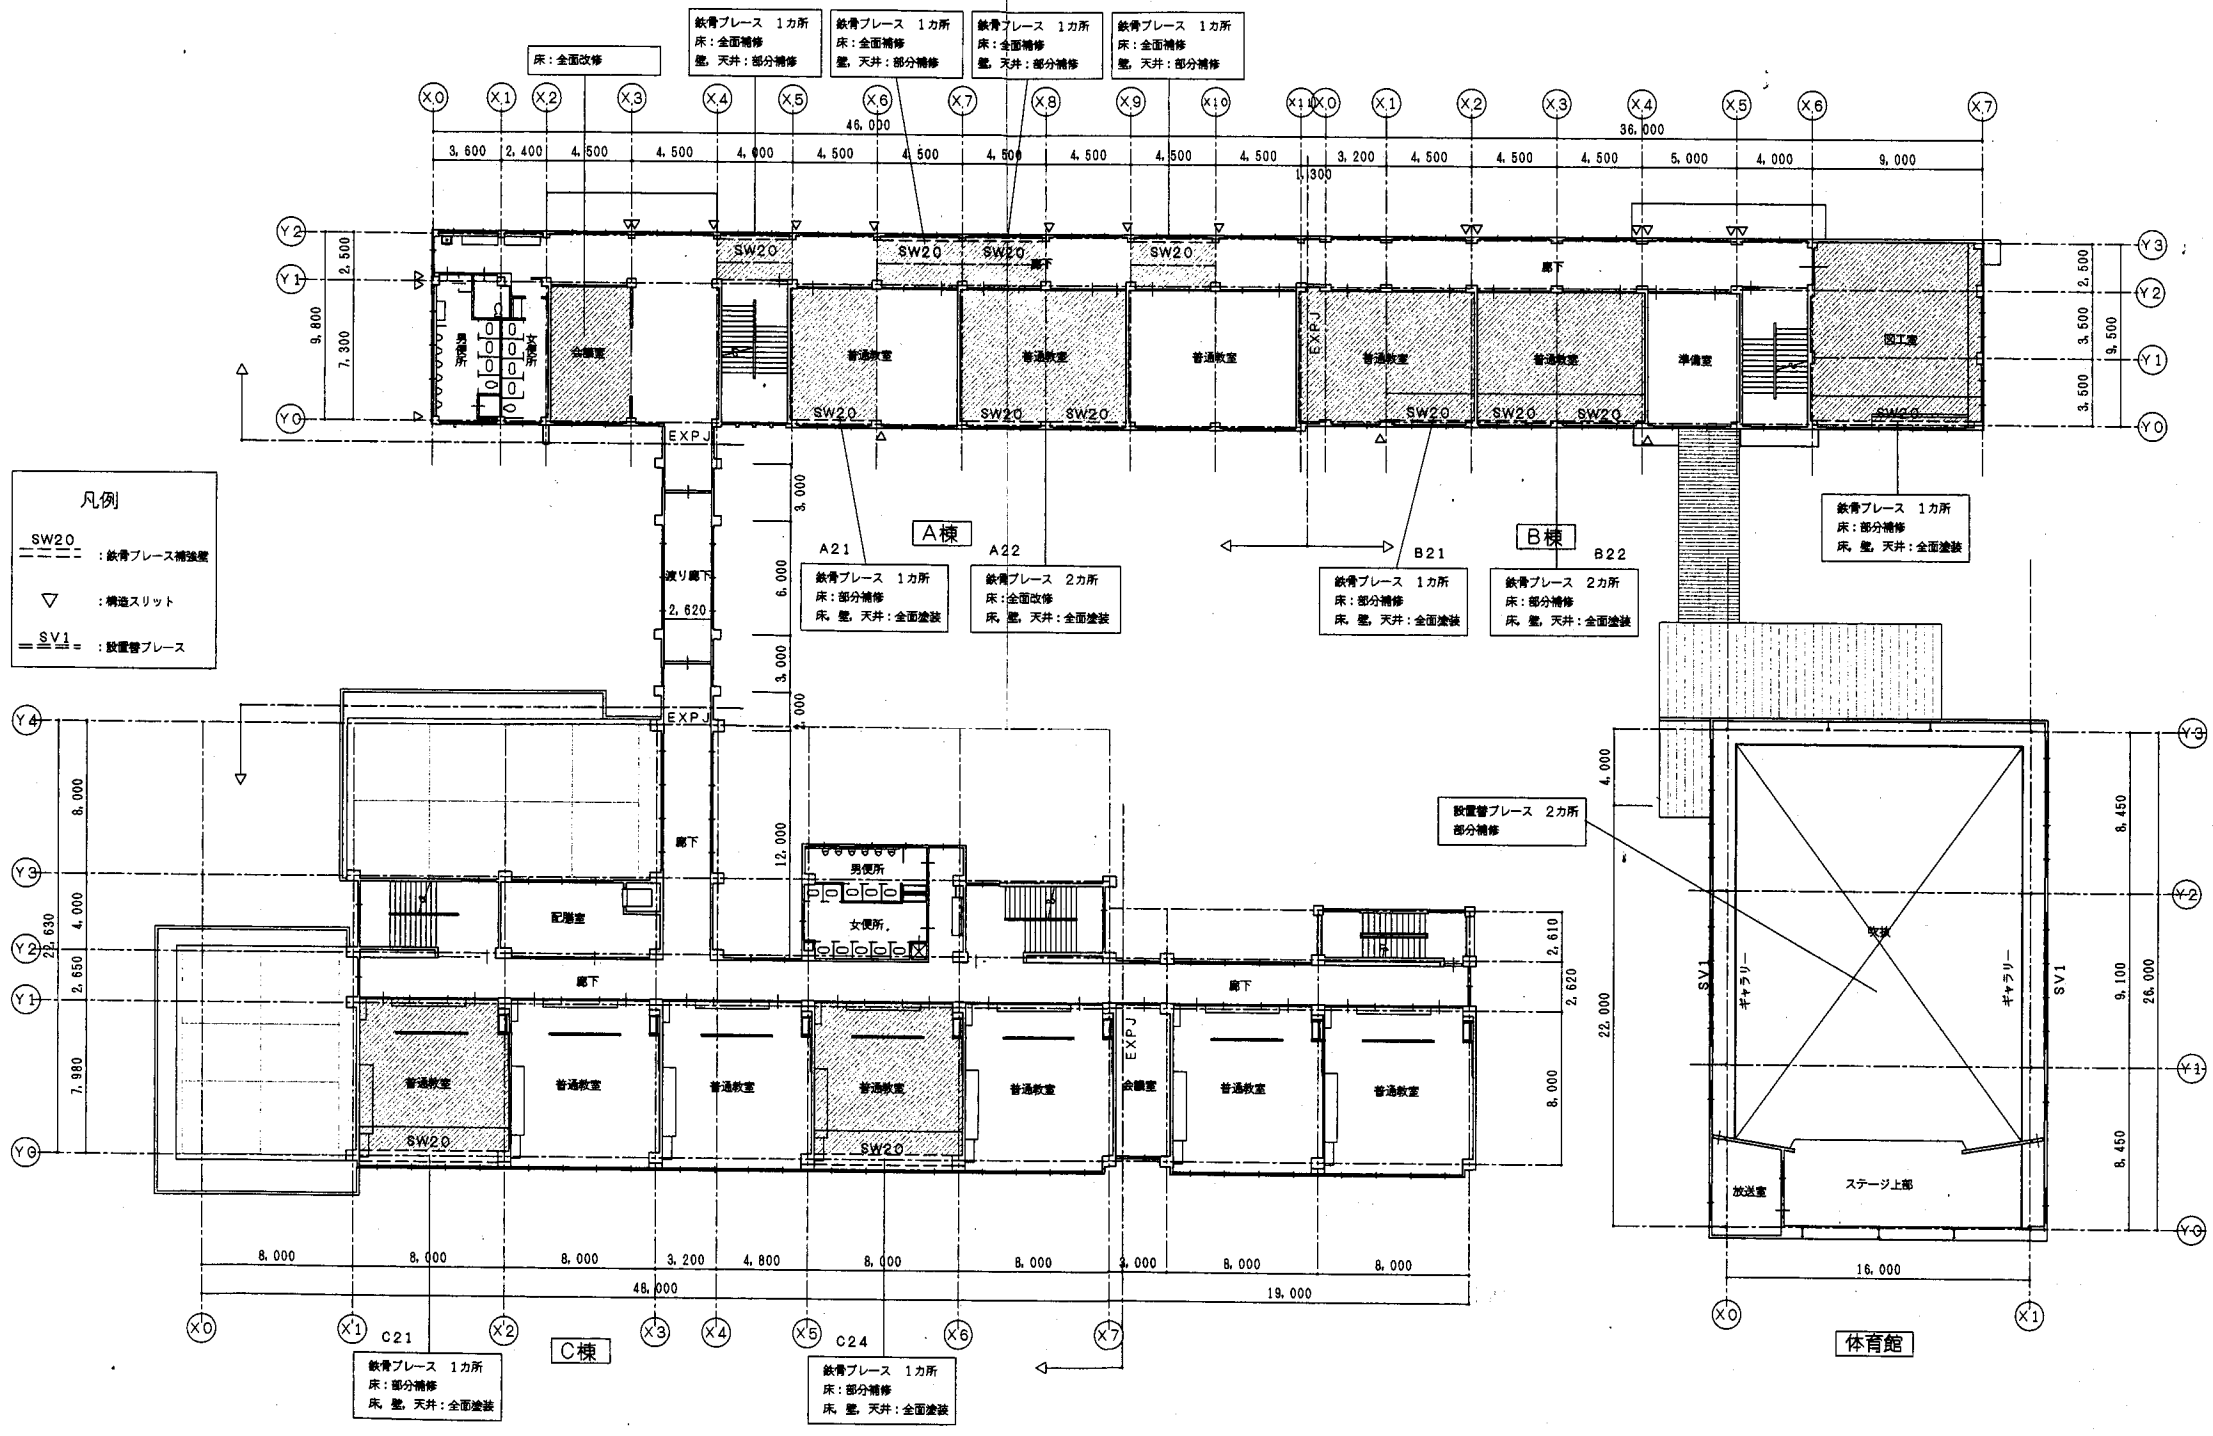 鉄骨ブレース 1カ所
床：全面補修
壁，天井：部分補修
鉄骨ブレース 1カ所
床：全面補修
壁，天井：部分補修
鉄骨ブレース 1カ所
床：全面補修
壁，天井：部分補修
鉄骨ブレース 1カ所
床：全面補修
壁，天井：部分補修
床：全面改修
X0 X1 X2 X3 X4 X5 X6 X7 X8 X9 X10 X11 X0 X1 X2 X3 X4 X5 X6 X7
46,000 36,000
3,600 2,400 4,500 4,500 4,000 4,500 4,500 4,500 4,500 4,500 4,500 3,200 4,500 4,500 4,500 5,000 4,000 9,000
1,300
Y2
Y1
Y0
2,500
9,800
7,300
SW20 SW20 SW20 SW20
廊下 廊下
男便所 女便所 会議室 普通教室 普通教室 普通教室 EXPJ 普通教室 普通教室 準備室 図工室
SW20 SW20 SW20 SW20 SW20 SW20 SW20
Y3
Y2
Y1
Y0
2,500
3,500
9,500
3,500
EXPJ
凡例
SW20 ：鉄骨ブレース補強壁
▽ ：構造スリット
SV1 ：設置替ブレース
3,000
6,000
3,000
2,000
12,000
渡り廊下
2,620
EXPJ
A棟
B棟
A21
鉄骨ブレース 1カ所
床：部分補修
床，壁，天井：全面塗装
A22
鉄骨ブレース 2カ所
床：全面改修
床，壁，天井：全面塗装
B21
鉄骨ブレース 1カ所
床：部分補修
床，壁，天井：全面塗装
B22
鉄骨ブレース 2カ所
床：部分補修
床，壁，天井：全面塗装
鉄骨ブレース 1カ所
床：部分補修
床，壁，天井：全面塗装
Y4
Y3
Y2
Y1
Y0
8,000
4,000
22,630
2,650
7,980
廊下
男便所
女便所
配膳室
廊下 廊下
2,610
2,620
8,000
普通教室 普通教室 普通教室 普通教室 普通教室 EXPJ 会議室 普通教室 普通教室
SW20 SW20
8,000 8,000 8,000 3,200 4,800 8,000 8,000 3,000 8,000 8,000
48,000 19,000
X0 X1 X2 X3 X4 X5 X6 X7
C棟
C21
鉄骨ブレース 1カ所
床：部分補修
床，壁，天井：全面塗装
C24
鉄骨ブレース 1カ所
床：部分補修
床，壁，天井：全面塗装
設置替ブレース 2カ所
部分補修
4,000
22,000
SV1
ギャラリー
吹抜
ギャラリー
SV1
放送室
ステージ上部
8,450
9,100
26,000
8,450
Y3
Y2
Y1
Y0
16,000
X0 X1
体育館